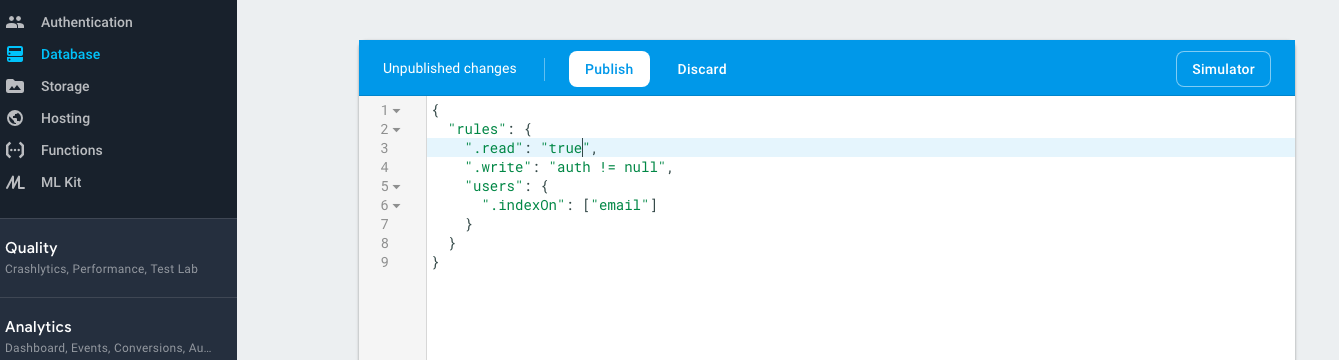 Authentication
Database
Storage
Hosting
Functions
ML Kit
Quality
Crashlytics, Performance, Test Lab
Analytics
Dashboard, Events, Conversions, Au...
Unpublished changes Publish Discard Simulator
1 {
2 "rules": {
3 ".read": "true",
4 ".write": "auth != null",
5 "users": {
6 ".indexOn": ["email"]
7 }
8 }
9 }